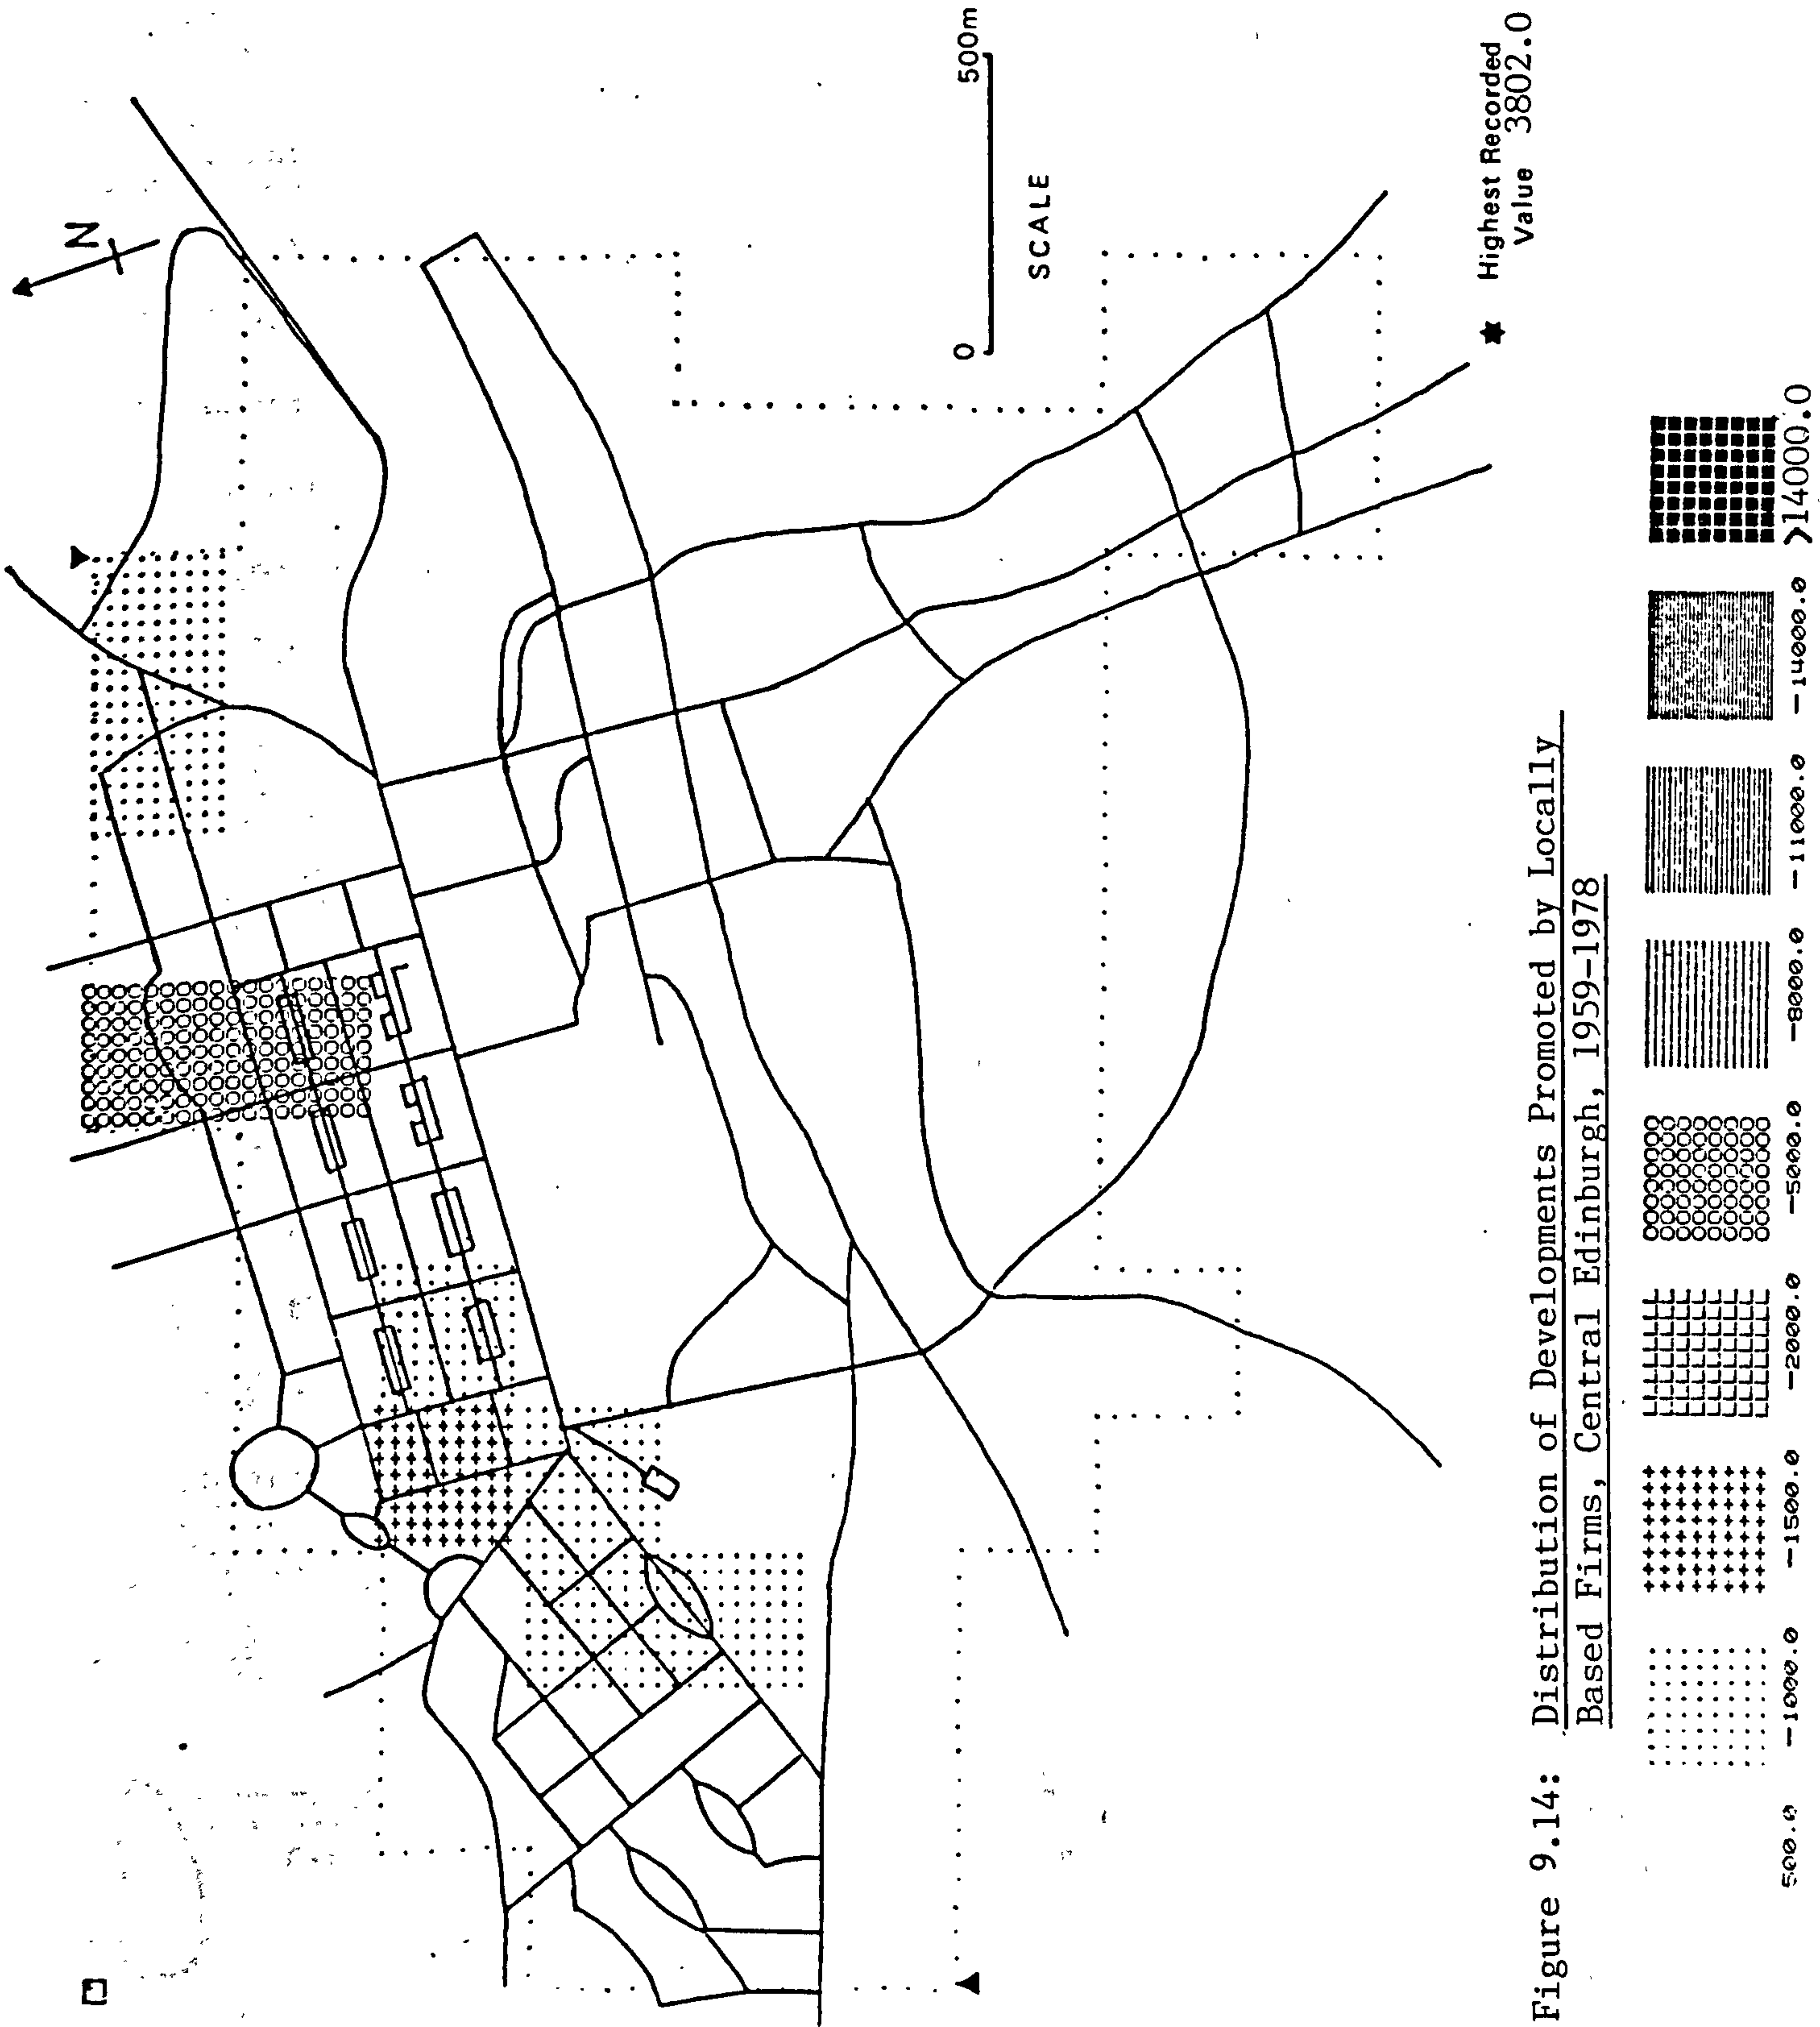 N
0 500m
SCALE
Highest Recorded
Value 3802.0
Figure 9.14: Distribution of Developments Promoted by Locally
Based Firms, Central Edinburgh, 1959-1978
500.0 -1000.0 -1500.0 -2000.0 -5000.0 -8000.0 -11000.0 -14000.0 >14000.0